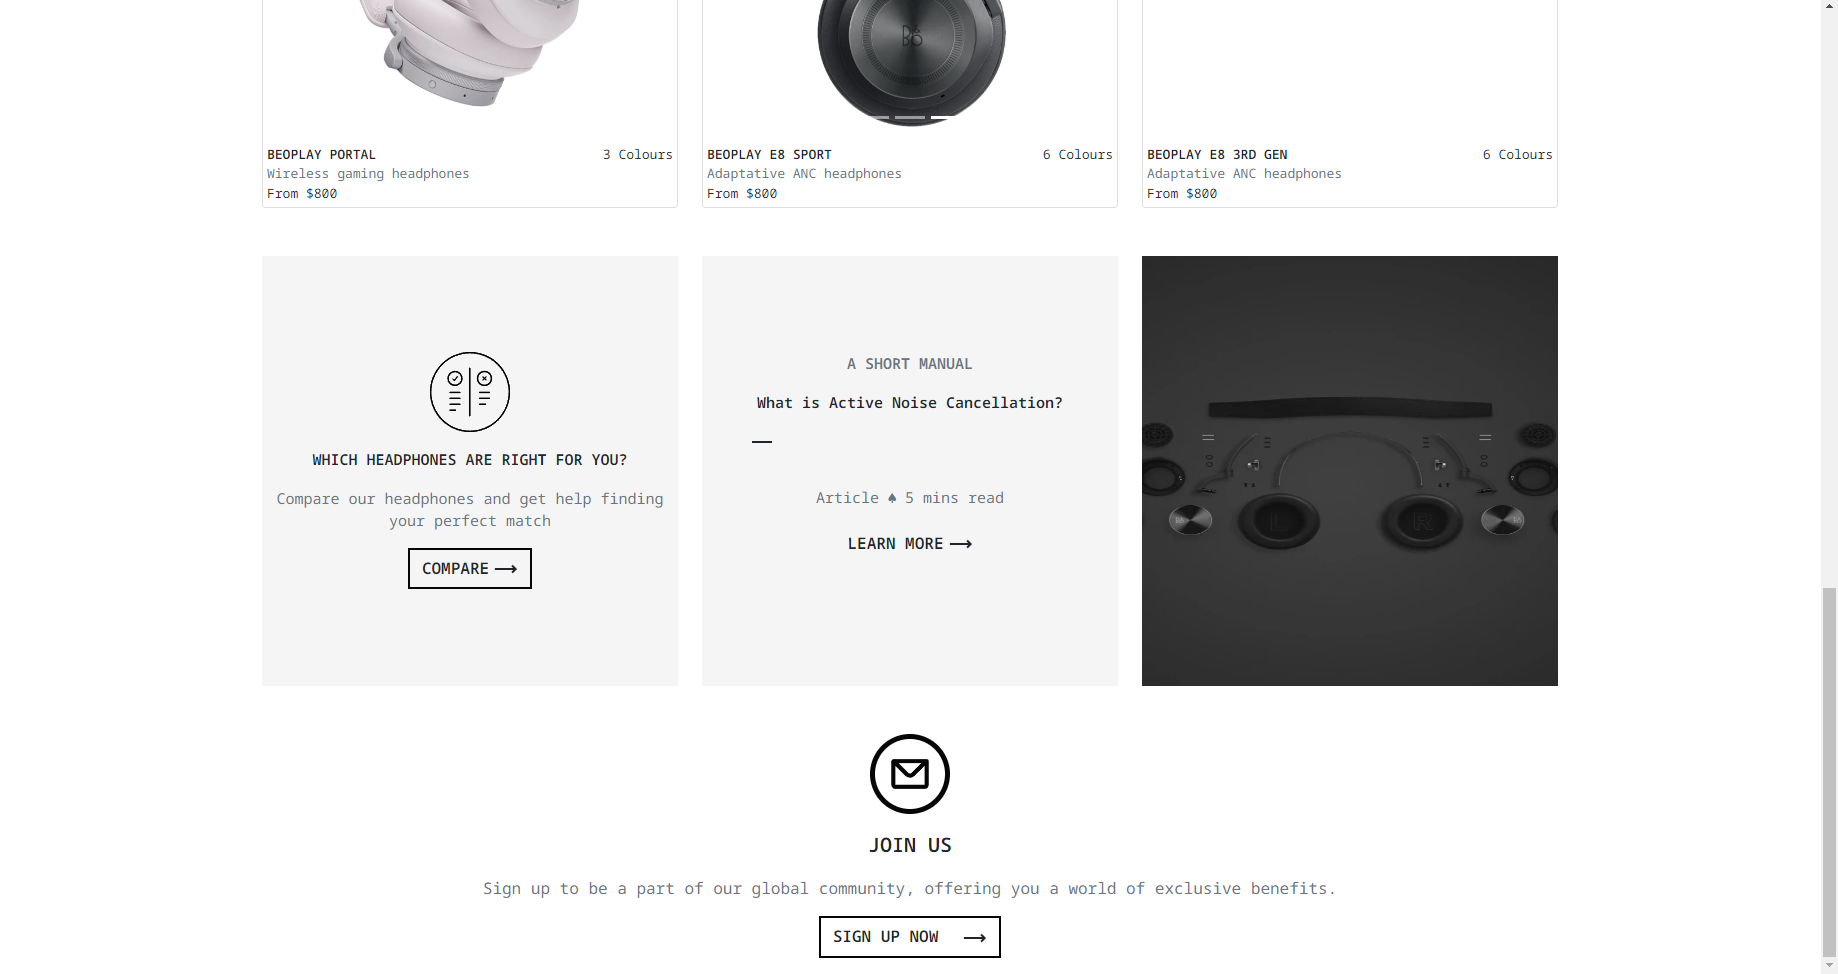 BEOPLAY PORTAL 3 Colours
Wireless gaming headphones
From $800
BEOPLAY E8 SPORT 6 Colours
Adaptative ANC headphones
From $800
BEOPLAY E8 3RD GEN 6 Colours
Adaptative ANC headphones
From $800
WHICH HEADPHONES ARE RIGHT FOR YOU?
Compare our headphones and get help finding
your perfect match
COMPARE ⟶
A SHORT MANUAL
What is Active Noise Cancellation?
Article ♠ 5 mins read
LEARN MORE ⟶
L
R
JOIN US
Sign up to be a part of our global community, offering you a world of exclusive benefits.
SIGN UP NOW ⟶